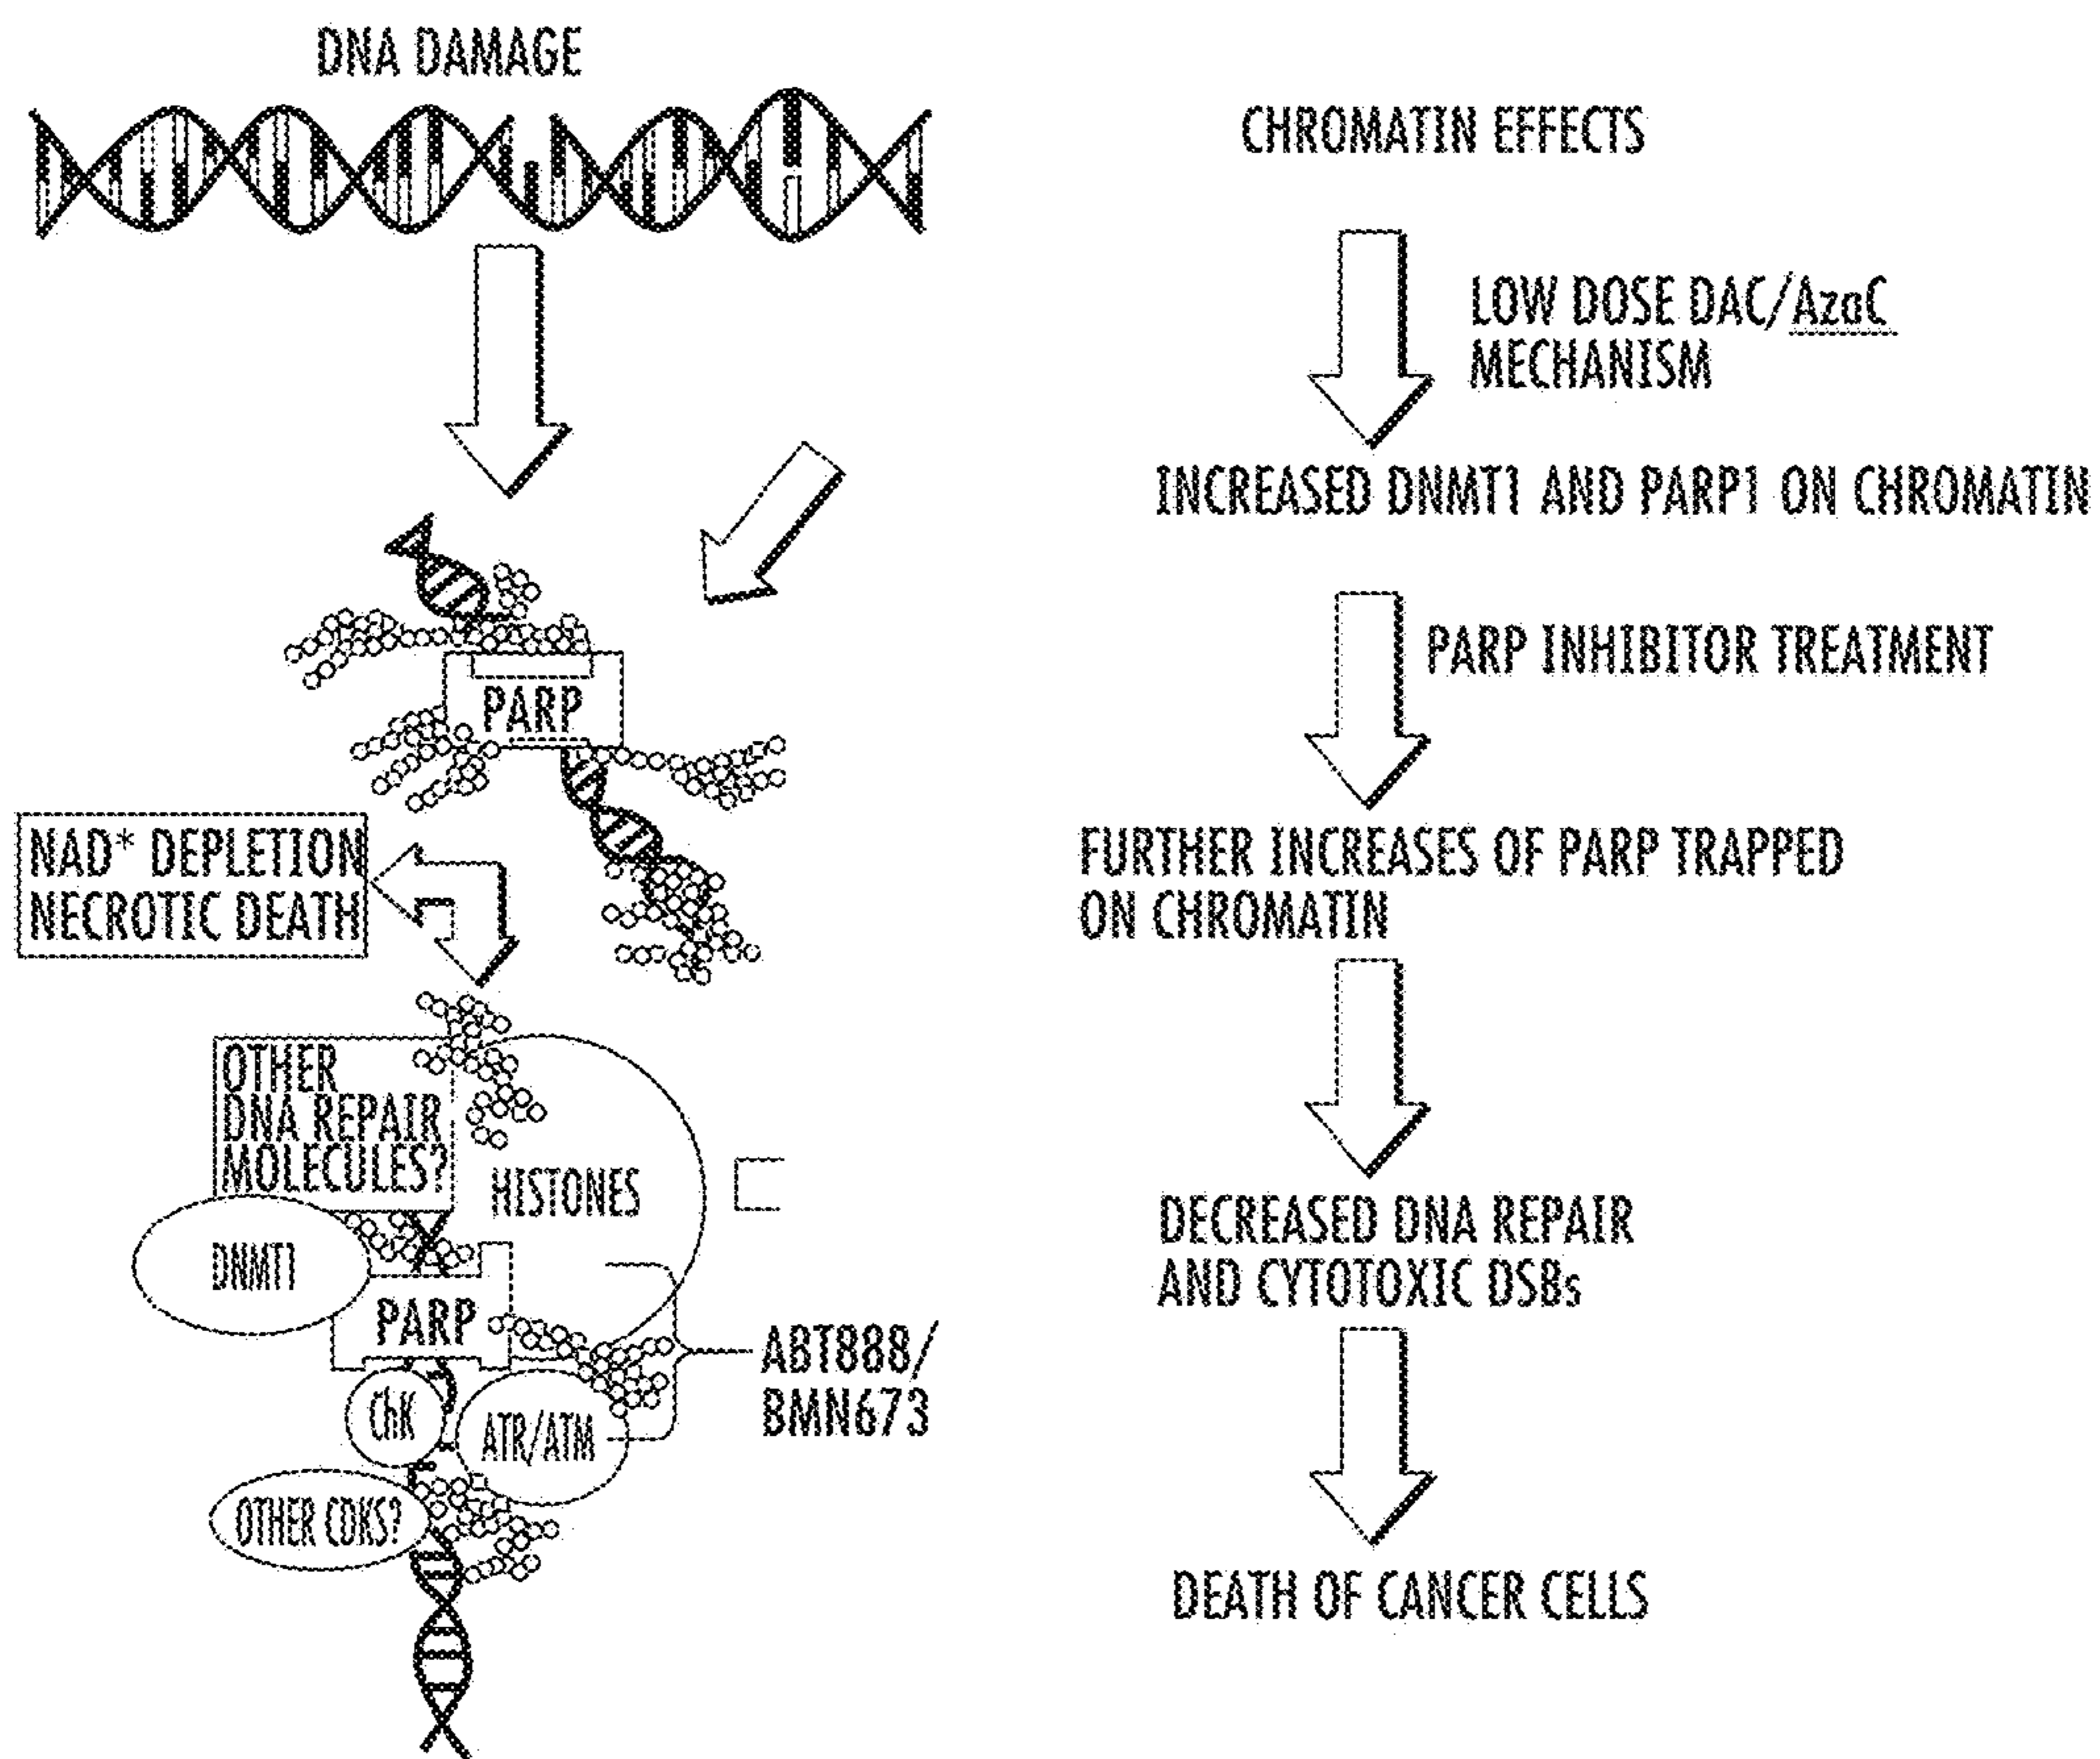 DNA DAMAGE
PARP
NAD* DEPLETION
NECROTIC DEATH
OTHER
DNA REPAIR
MOLECULES?
HISTONES
DNMT1
PARP
ABT888/
BMN673
ChK
ATR/ATM
OTHER CDKS?
CHROMATIN EFFECTS
LOW DOSE DAC/AzaC
MECHANISM
INCREASED DNMT1 AND PARP1 ON CHROMATIN
PARP INHIBITOR TREATMENT
FURTHER INCREASES OF PARP TRAPPED
ON CHROMATIN
DECREASED DNA REPAIR
AND CYTOTOXIC DSBs
DEATH OF CANCER CELLS